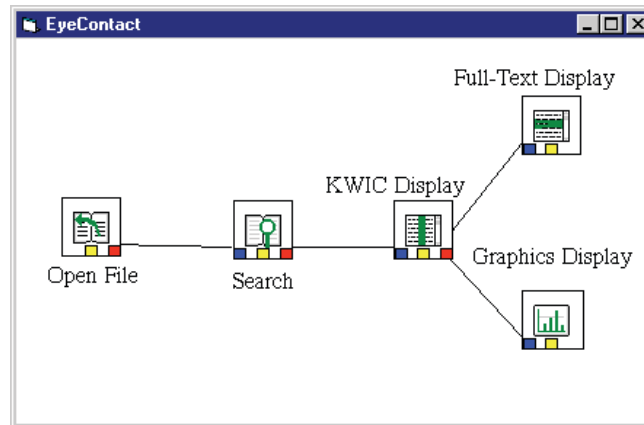 EyeContact
Full-Text Display
KWIC Display
Open File
Search
Graphics Display